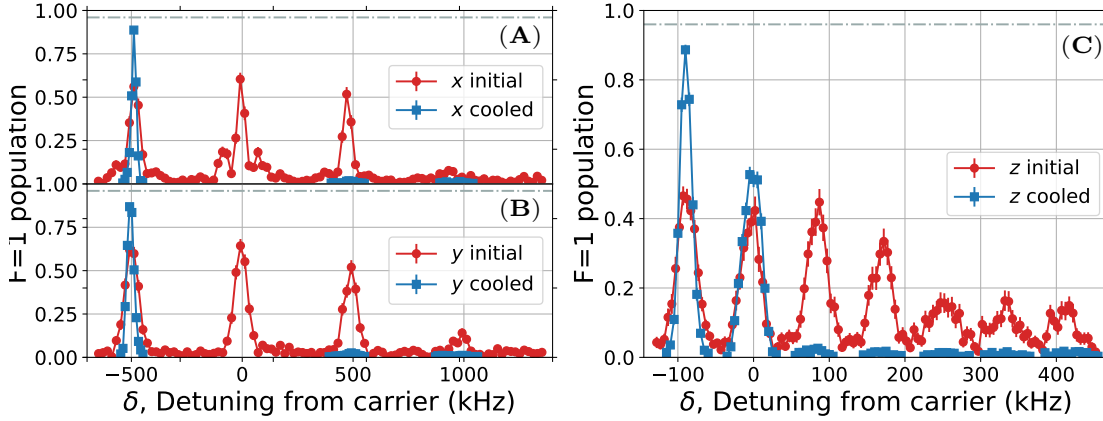 1.00
0.75
0.50
0.25
1.00
0.75
0.50
0.25
0.00
F=1 population
(A)
x initial
x cooled
(B)
y initial
y cooled
−500 0 500 1000
δ, Detuning from carrier (kHz)
1.0
0.8
0.6
0.4
0.2
0.0
F=1 population
(C)
z initial
z cooled
−100 0 100 200 300 400
δ, Detuning from carrier (kHz)